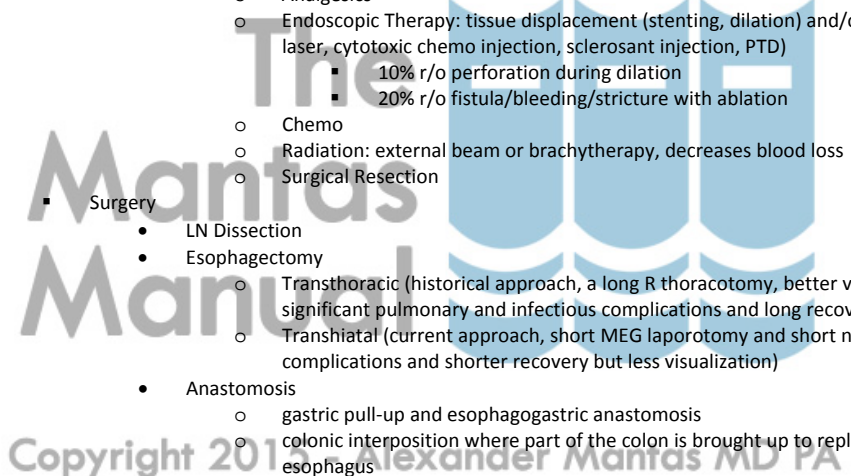 Endoscopic Therapy: tissue displacement (stenting, dilation) and/
laser, cytotoxic chemo injection, sclerosant injection, PTD)
10% r/o perforation during dilation
20% r/o fistula/bleeding/stricture with ablation
o Chemo
o Radiation: external beam or brachytherapy, decreases blood loss
o Surgical Resection
▪ Surgery
• LN Dissection
• Esophagectomy
o Transthoracic (historical approach, a long R thoracotomy, better
significant pulmonary and infectious complications and long
o Transhiatal (current approach, short MEG laporotomy and short
complications and shorter recovery but less visualization)
• Anastomosis
o gastric pull-up and esophagogastric anastomosis
o colonic interposition where part of the colon is brought up to
esophagus
The
Mantas
Manual
Copyright 2015 - Alexander Mantas MD PA